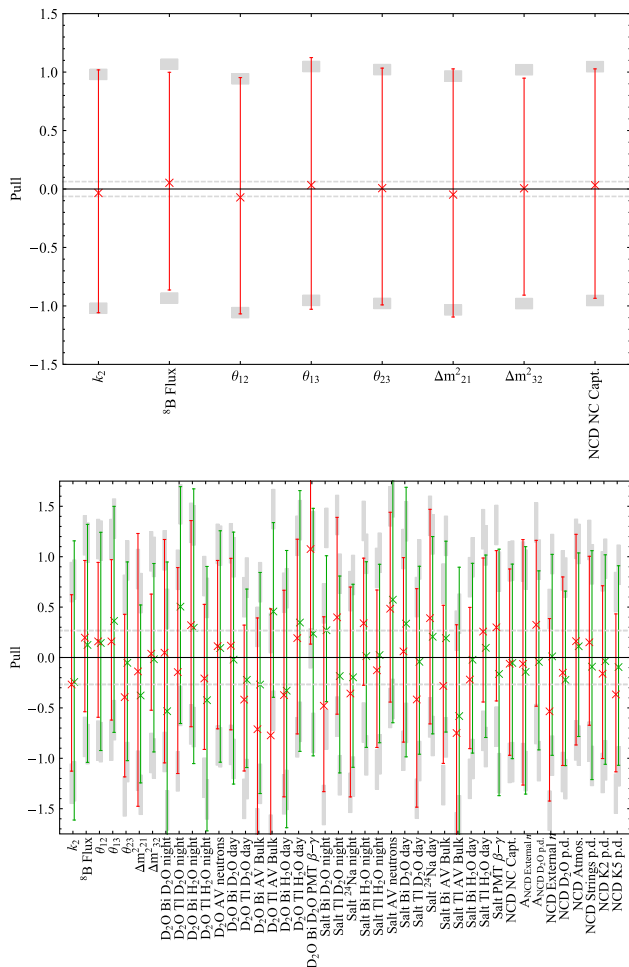 1.5
1.0
0.5
0.0
−0.5
−1.0
−1.5
Pull
k₂
⁸B Flux
θ₁₂
θ₁₃
θ₂₃
Δm²₂₁
Δm²₃₂
NCD NC Capt.
1.5
1.0
0.5
0.0
−0.5
−1.0
−1.5
Pull
k₂
⁸B Flux
θ₁₂
θ₁₃
θ₂₃
Δm²₂₁
Δm²₃₂
D₂O Bi D₂O night
D₂O Tl D₂O night
D₂O Bi H₂O night
D₂O Tl H₂O night
D₂O AV neutrons
D₂O Bi D₂O day
D₂O Tl D₂O day
D₂O Bi AV Bulk
D₂O Tl AV Bulk
D₂O Bi H₂O day
D₂O Tl H₂O day
D₂O Bi D₂O PMT β−γ
Salt Bi D₂O night
Salt Tl D₂O night
Salt ²⁴Na night
Salt Bi H₂O night
Salt Tl H₂O night
Salt AV neutrons
Salt Bi D₂O day
Salt Tl D₂O day
Salt ²⁴Na day
Salt Bi AV Bulk
Salt Tl AV Bulk
Salt Bi H₂O day
Salt Tl H₂O day
Salt PMT β−γ
NCD NC Capt.
A_NCD External n
A_NCD D₂O p.d.
NCD External n
NCD D₂O p.d.
NCD Atmos.
NCD Strings p.d.
NCD K2 p.d.
NCD K5 p.d.